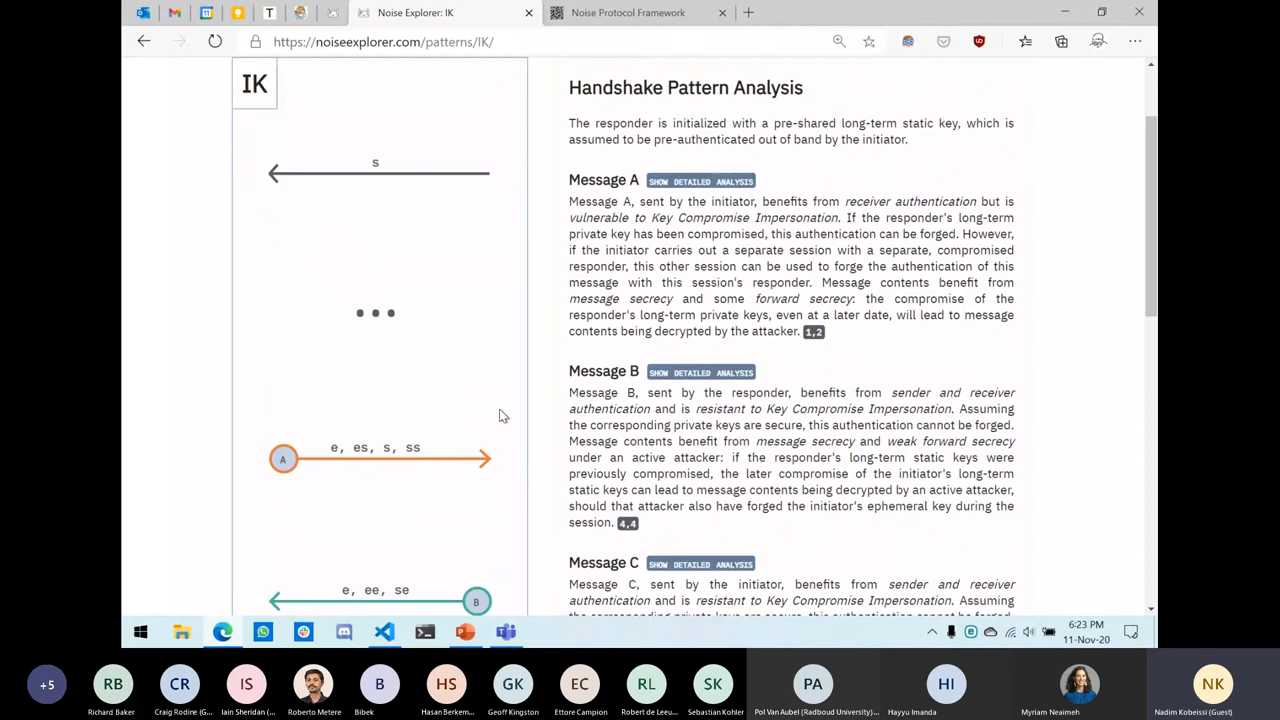 Noise Explorer: IK
Noise Protocol Framework
https://noiseexplorer.com/patterns/IK/
IK
s
e, es, s, ss
A
e, ee, se
B
Handshake Pattern Analysis
The responder is initialized with a pre-shared long-term static key, which is
assumed to be pre-authenticated out of band by the initiator.
Message A SHOW DETAILED ANALYSIS
Message A, sent by the initiator, benefits from receiver authentication but is
vulnerable to Key Compromise Impersonation. If the responder's long-term
private key has been compromised, this authentication can be forged. However,
if the initiator carries out a separate session with a separate, compromised
responder, this other session can be used to forge the authentication of this
message with this session's responder. Message contents benefit from
message secrecy and some forward secrecy: the compromise of the
responder's long-term private keys, even at a later date, will lead to message
contents being decrypted by the attacker. 1,2
Message B SHOW DETAILED ANALYSIS
Message B, sent by the responder, benefits from sender and receiver
authentication and is resistant to Key Compromise Impersonation. Assuming
the corresponding private keys are secure, this authentication cannot be forged.
Message contents benefit from message secrecy and weak forward secrecy
under an active attacker: if the responder's long-term static keys were
previously compromised, the later compromise of the initiator's long-term
static keys can lead to message contents being decrypted by an active attacker,
should that attacker also have forged the initiator's ephemeral key during the
session. 4,4
Message C SHOW DETAILED ANALYSIS
Message C, sent by the initiator, benefits from sender and receiver
authentication and is resistant to Key Compromise Impersonation. Assuming
6:23 PM
11-Nov-20
+5
RB
CR
IS
B
HS
GK
EC
RL
SK
PA
HI
NK
Richard Baker
Craig Rodine (G...
Iain Sheridan (...
Roberto Metere
Bibek
Hasan Berkem...
Geoff Kingston
Ettore Campion
Robert de Leeu...
Sebastian Kohler
Pol Van Aubel (Radboud University)...
Hayyu Imanda
Myriam Neaimeh
Nadim Kobeissi (Guest)